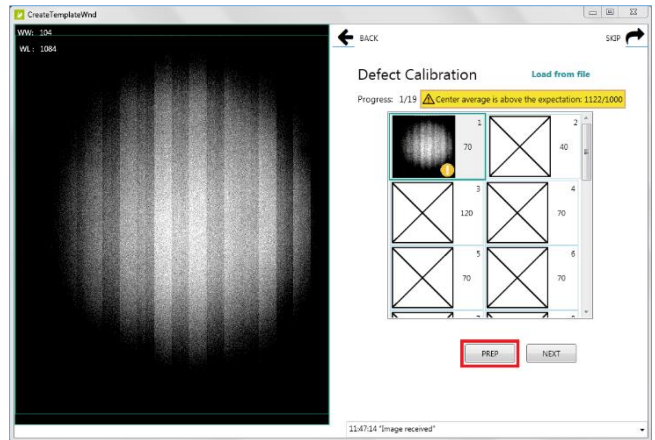 CreateTemplateWnd
WW: 104
WL: 1084
BACK
SKIP
Defect Calibration
Load from file
Progress: 1/19
Center average is above the expectation: 1122/1000
1
70
2
40
3
120
4
70
5
70
6
70
PREP
NEXT
11:47:14 "Image received"